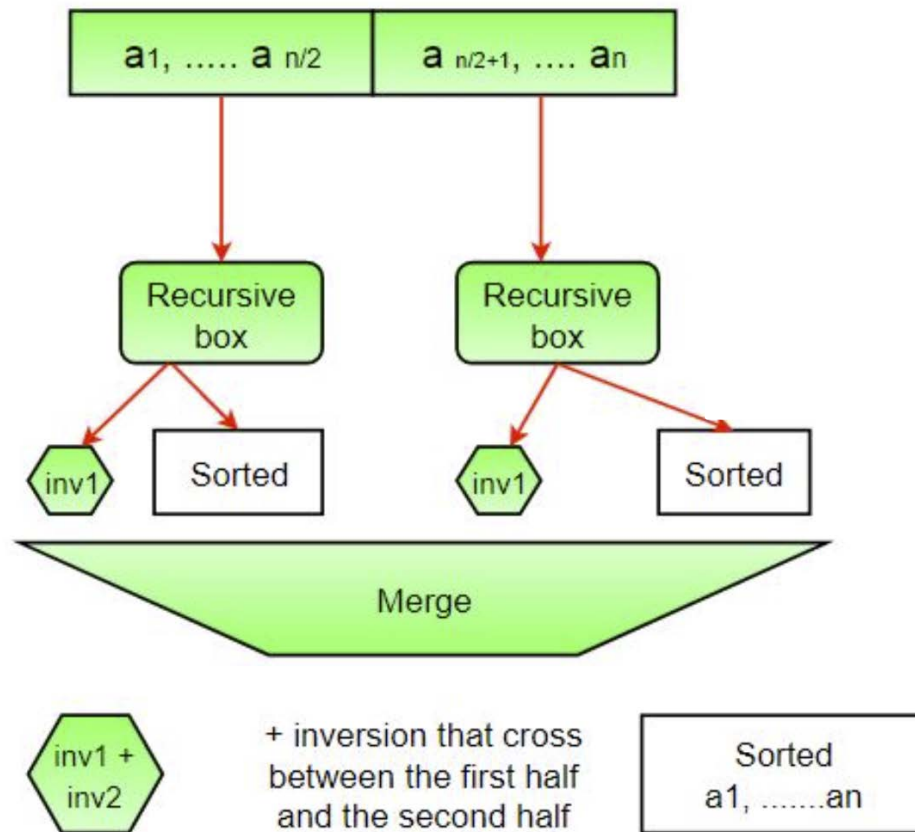 a1, ..... a n/2
a n/2+1, .... an
Recursive
box
Recursive
box
inv1
Sorted
inv1
Sorted
Merge
inv1 +
inv2
+ inversion that cross
between the first half
and the second half
Sorted
a1, .......an